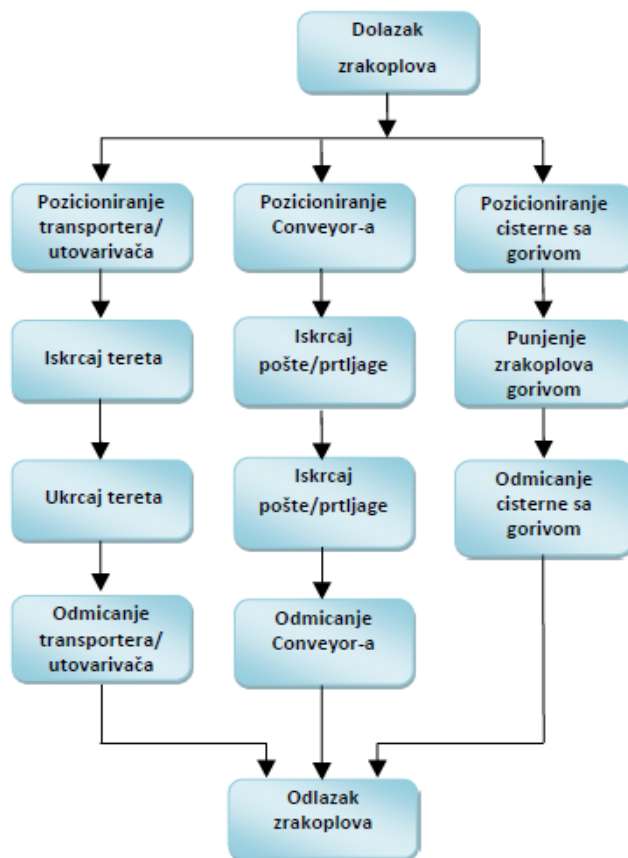 Dolazak
zrakoplova
Pozicioniranje
transportera/
utovarivača
Pozicioniranje
Conveyor-a
Pozicioniranje
cisterne sa
gorivom
Iskrcaj tereta
Iskrcaj
pošte/prtljage
Punjenje
zrakoplova
gorivom
Ukrcaj tereta
Iskrcaj
pošte/prtljage
Odmicanje
cisterne sa
gorivom
Odmicanje
transportera/
utovarivača
Odmicanje
Conveyor-a
Odlazak
zrakoplova